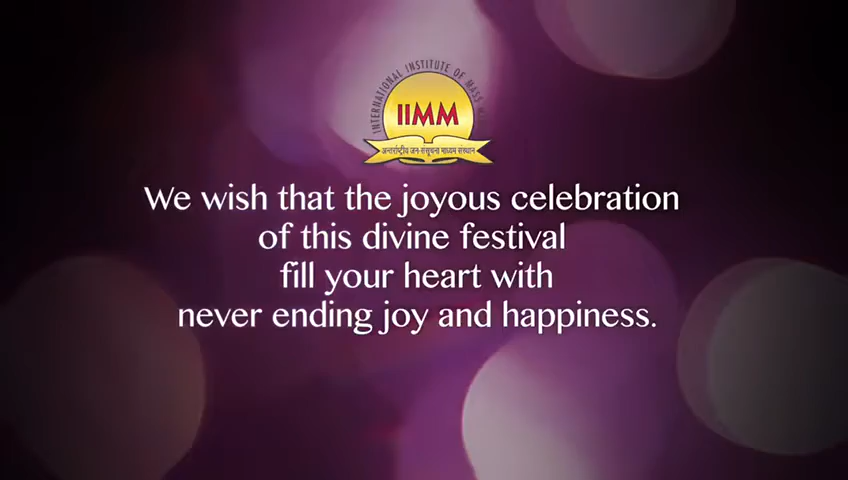 INTERNATIONAL INSTITUTE OF MASS
IIMM
अन्तर्राष्ट्रीय जन-संसूचना माध्यम संस्थान
We wish that the joyous celebration
of this divine festival
fill your heart with
never ending joy and happiness.